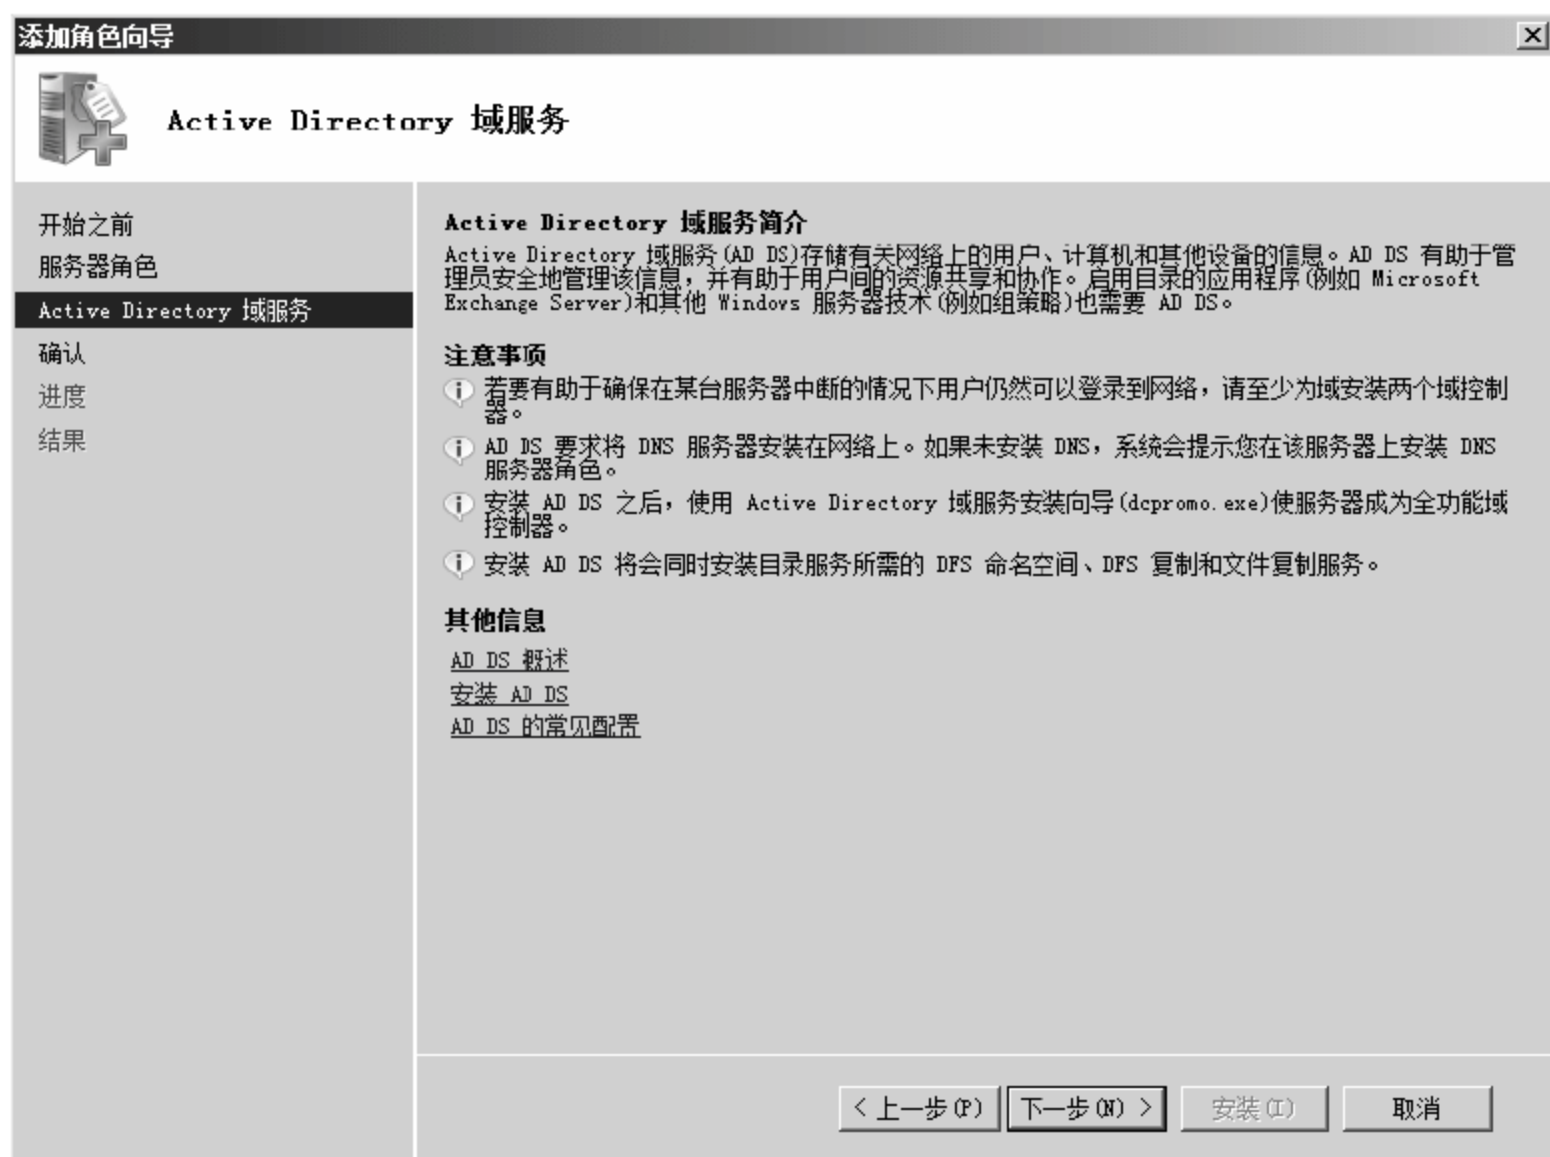 添加角色向导
Active Directory 域服务
开始之前
服务器角色
Active Directory 域服务
确认
进度
结果
Active Directory 域服务简介
Active Directory 域服务(AD DS)存储有关网络上的用户、计算机和其他设备的信息。AD DS 有助于管
理员安全地管理该信息，并有助于用户间的资源共享和协作。启用目录的应用程序(例如 Microsoft
Exchange Server)和其他 Windows 服务器技术(例如组策略)也需要 AD DS。
注意事项
若要有助于确保在某台服务器中断的情况下用户仍然可以登录到网络，请至少为域安装两个域控制
器。
AD DS 要求将 DNS 服务器安装在网络上。如果未安装 DNS，系统会提示您在该服务器上安装 DNS
服务器角色。
安装 AD DS 之后，使用 Active Directory 域服务安装向导(dcpromo.exe)使服务器成为全功能域
控制器。
安装 AD DS 将会同时安装目录服务所需的 DFS 命名空间、DFS 复制和文件复制服务。
其他信息
AD DS 概述
安装 AD DS
AD DS 的常见配置
< 上一步(P)
下一步(N) >
安装(I)
取消